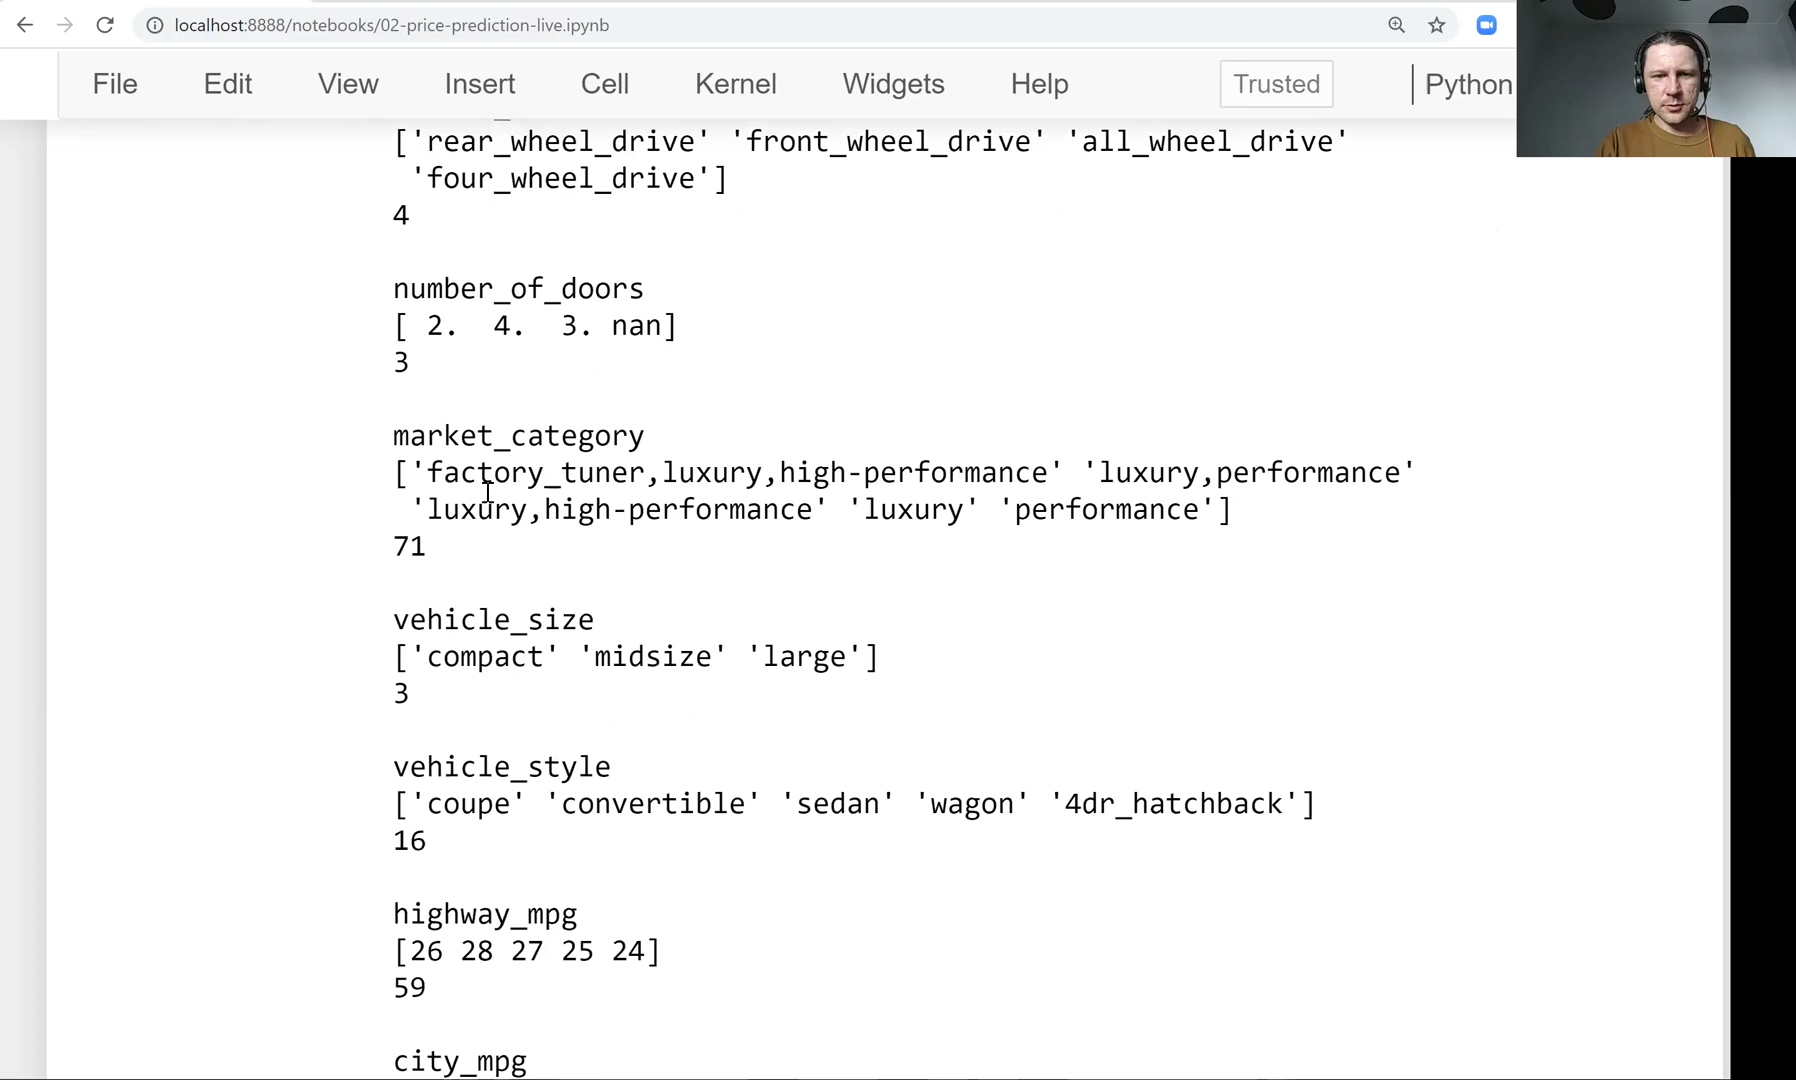 localhost:8888/notebooks/02-price-prediction-live.ipynb
File Edit View Insert Cell Kernel Widgets Help Trusted Python
['rear_wheel_drive' 'front_wheel_drive' 'all_wheel_drive'
'four_wheel_drive']
4
number_of_doors
[ 2.  4.  3. nan]
3
market_category
['factory_tuner,luxury,high-performance' 'luxury,performance'
'luxury,high-performance' 'luxury' 'performance']
71
vehicle_size
['compact' 'midsize' 'large']
3
vehicle_style
['coupe' 'convertible' 'sedan' 'wagon' '4dr_hatchback']
16
highway_mpg
[26 28 27 25 24]
59
city_mpg